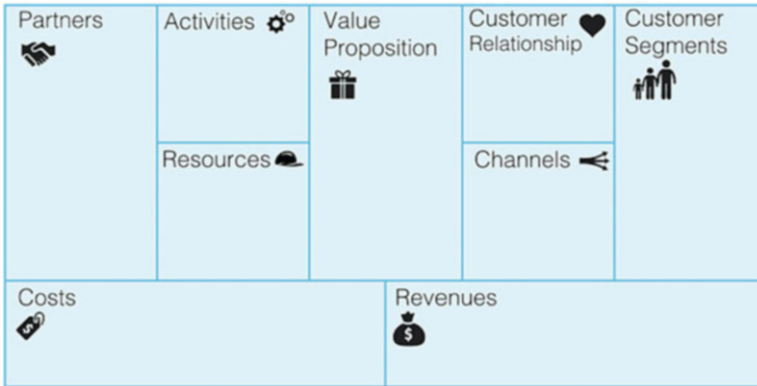 Partners
Activities
Value
Proposition
Customer
Relationship
Customer
Segments
Resources
Channels
Costs
$
Revenues
$